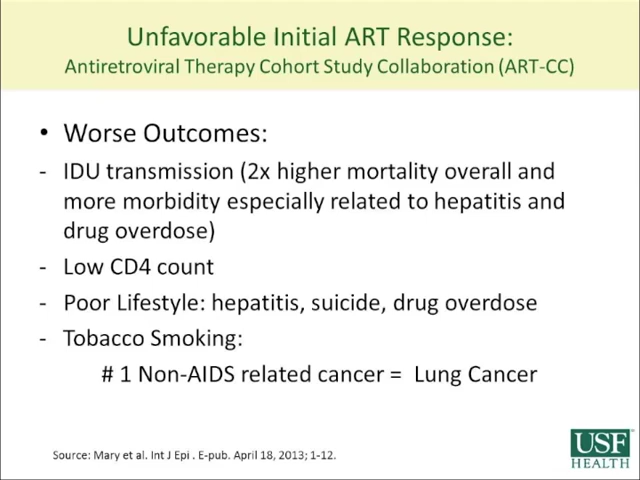 Unfavorable Initial ART Response:
Antiretroviral Therapy Cohort Study Collaboration (ART-CC)
• Worse Outcomes:
- IDU transmission (2x higher mortality overall and
more morbidity especially related to hepatitis and
drug overdose)
- Low CD4 count
- Poor Lifestyle: hepatitis, suicide, drug overdose
- Tobacco Smoking:
# 1 Non-AIDS related cancer = Lung Cancer
Source: Mary et al. Int J Epi . E-pub. April 18, 2013; 1-12.
USF
HEALTH